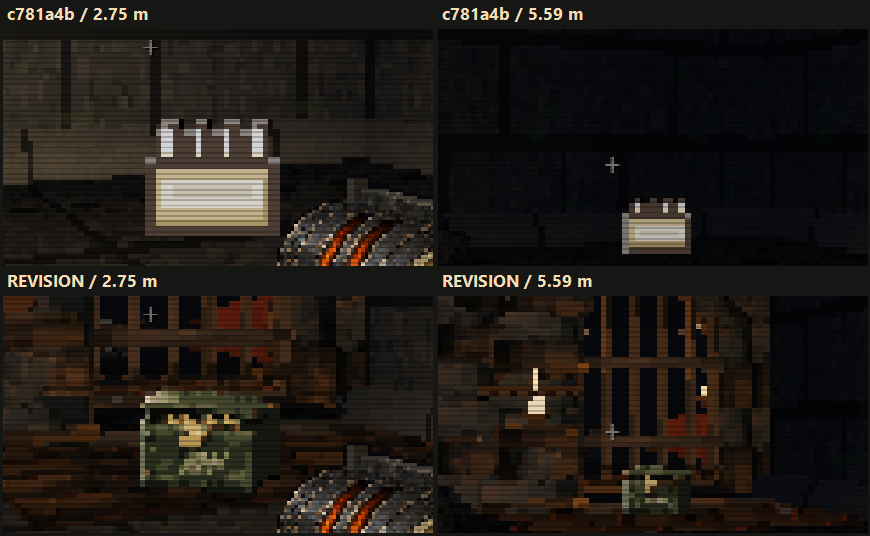 c781a4b / 2.75 m
c781a4b / 5.59 m
REVISION / 2.75 m
REVISION / 5.59 m